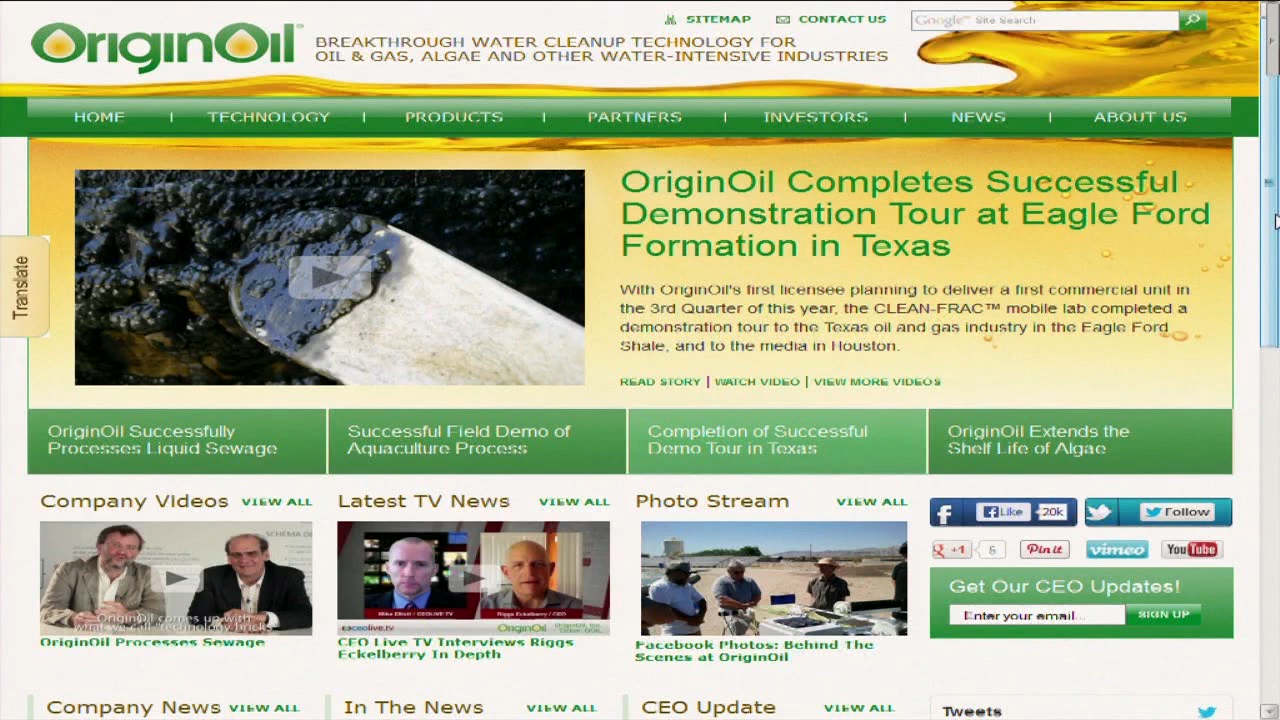 SITEMAP
CONTACT US
Google™ Site Search
OriginOil®
BREAKTHROUGH WATER CLEANUP TECHNOLOGY FOR
OIL & GAS, ALGAE AND OTHER WATER-INTENSIVE INDUSTRIES
HOME | TECHNOLOGY | PRODUCTS | PARTNERS | INVESTORS | NEWS | ABOUT US
Translate
OriginOil Completes Successful
Demonstration Tour at Eagle Ford
Formation in Texas
With OriginOil's first licensee planning to deliver a first commercial unit in
the 3rd Quarter of this year, the CLEAN-FRAC™ mobile lab completed a
demonstration tour to the Texas oil and gas industry in the Eagle Ford
Shale, and to the media in Houston.
READ STORY | WATCH VIDEO | VIEW MORE VIDEOS
OriginOil Successfully
Processes Liquid Sewage
Successful Field Demo of
Aquaculture Process
Completion of Successful
Demo Tour in Texas
OriginOil Extends the
Shelf Life of Algae
Company Videos VIEW ALL
SCHEMA DE
OriginOil comes up with
what we call "technology bricks"
OriginOil Processes Sewage
Latest TV News VIEW ALL
Mike Elliott / CEOLIVE.TV
Riggs Eckelberry / CEO
ceolive.tv
OriginOil
CEO Live TV Interviews Riggs
Eckelberry In Depth
Photo Stream VIEW ALL
Facebook Photos: Behind The
Scenes at OriginOil
f Like 20k
Follow
g +1 6
Pin it
vimeo
YouTube
Get Our CEO Updates!
Enter your email...
SIGN UP
Company News VIEW ALL
In The News VIEW ALL
CEO Update VIEW ALL
Tweets